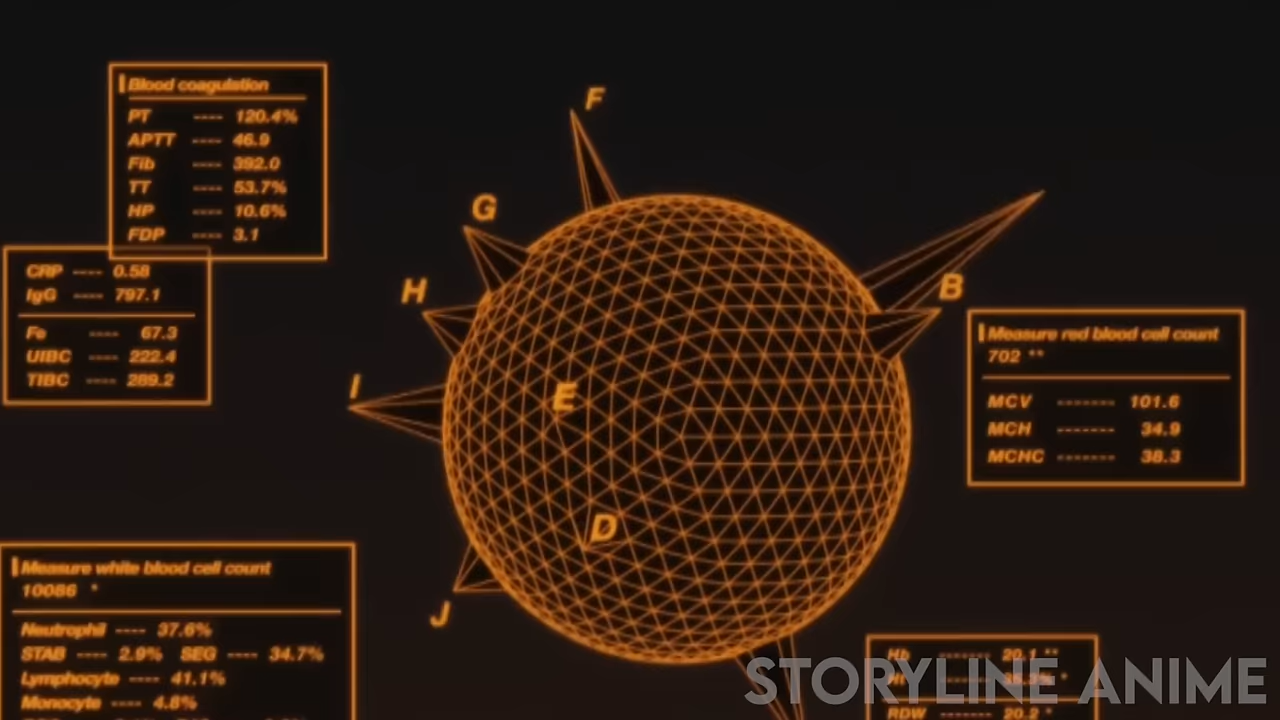 Blood coagulation
PT ---- 120.4%
APTT ---- 46.9
Fib ---- 392.0
TT ---- 53.7%
HP ---- 10.6%
FDP ---- 3.1
CRP ---- 0.58
IgG ---- 797.1
Fe ---- 67.3
UIBC ---- 222.4
TIBC ---- 289.2
F
G
H
I
E
D
J
B
Measure red blood cell count
702 **
MCV ------- 101.6
MCH ------- 34.9
MCHC ------- 38.3
Measure white blood cell count
10086 *
Neutrophil ---- 37.6%
STAB ---- 2.9% SEG ---- 34.7%
Lymphocyte ---- 41.1%
Monocyte ---- 4.8%
Hb ------- 20.1 **
RDW ------- 20.2 *
STORYLINE ANIME